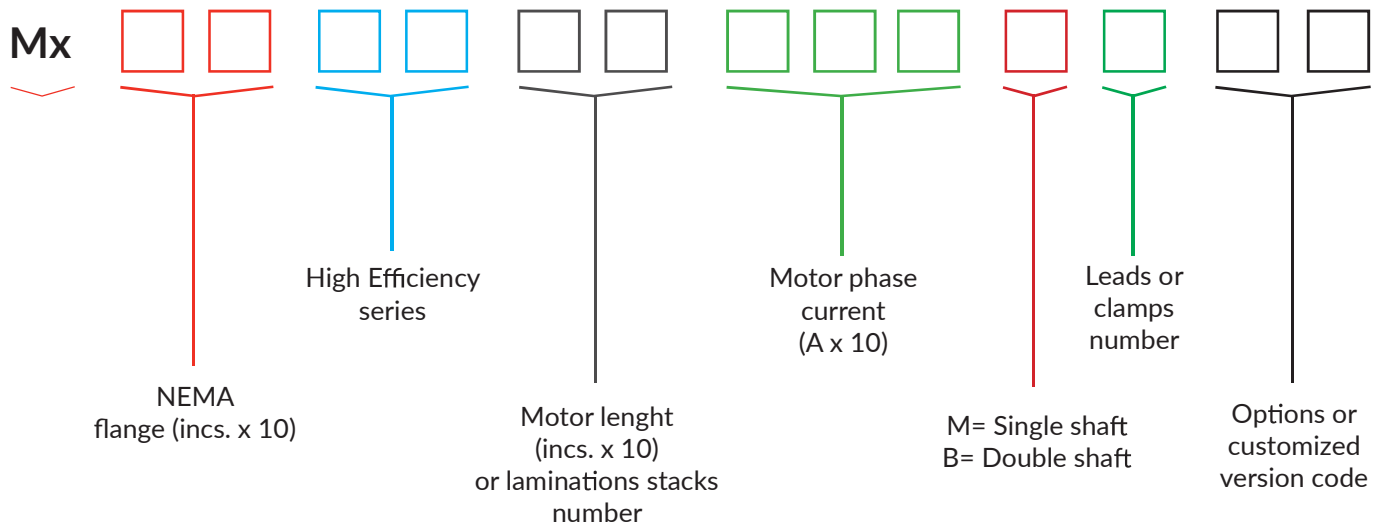 Mx
High Efficiency
series
Motor phase
current
(A x 10)
Leads or
clamps
number
NEMA
flange (incs. x 10)
Motor lenght
(incs. x 10)
or laminations stacks
number
M= Single shaft
B= Double shaft
Options or
customized
version code